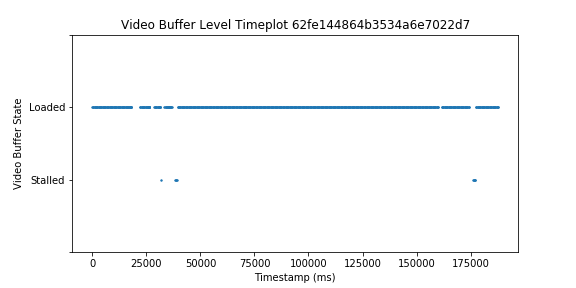 Video Buffer Level Timeplot 62fe144864b3534a6e7022d7
Video Buffer State
Loaded
Stalled
0 25000 50000 75000 100000 125000 150000 175000
Timestamp (ms)